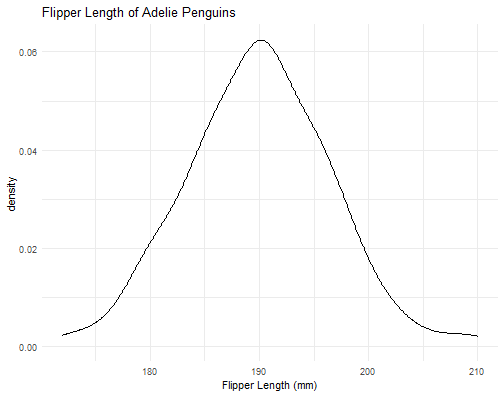 Flipper Length of Adelie Penguins
0.06
0.04
0.02
0.00
density
180 190 200 210
Flipper Length (mm)